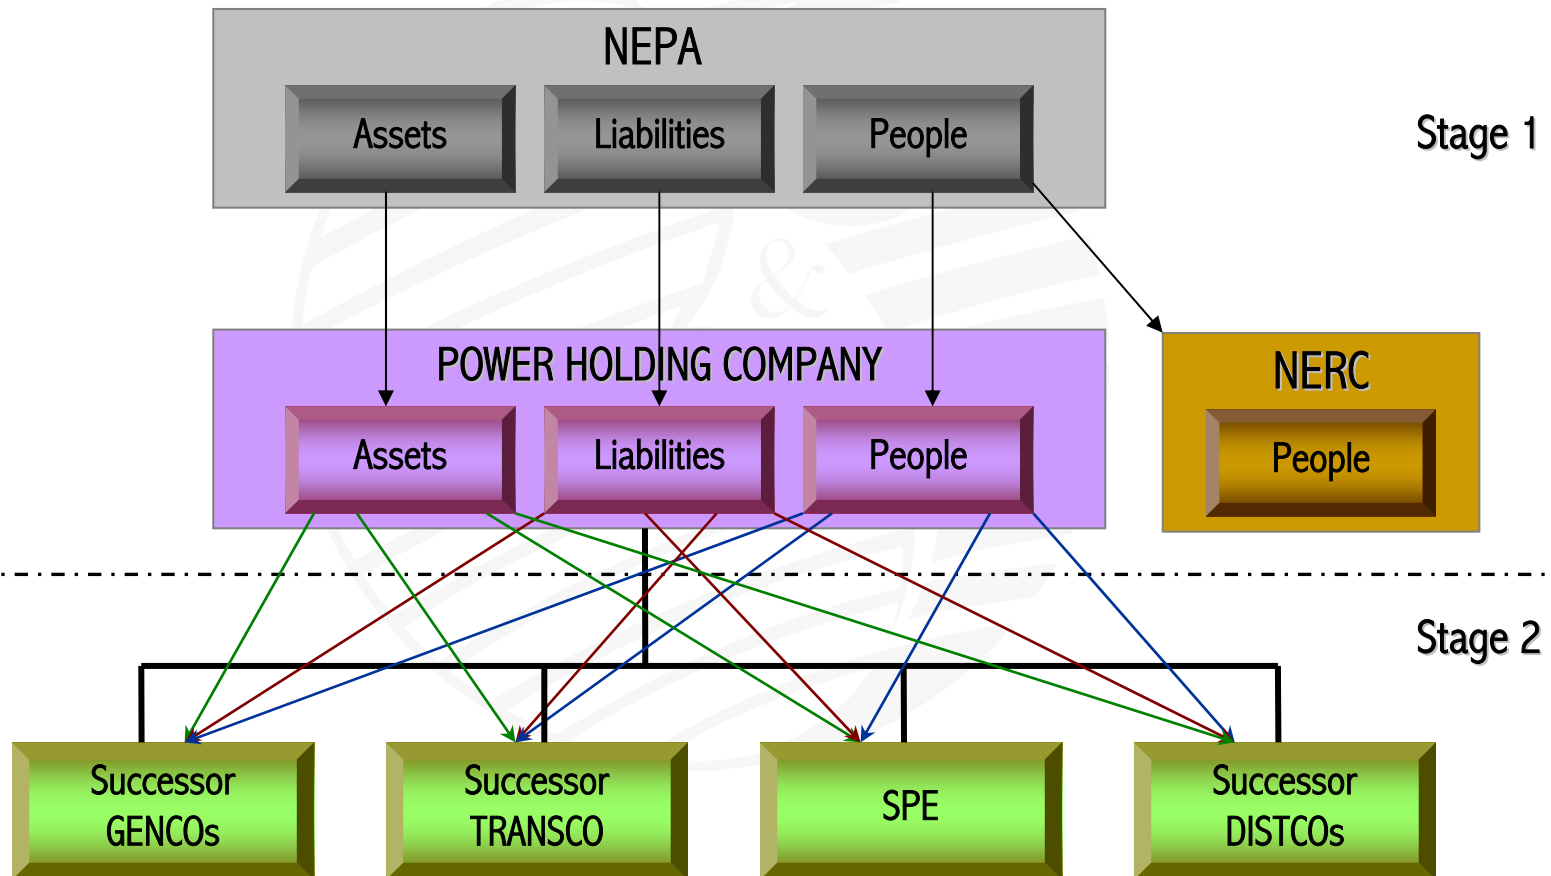 NEPA
Assets
Liabilities
People
Stage 1
&
POWER HOLDING COMPANY
Assets
Liabilities
People
NERC
People
Stage 2
Successor
GENCOs
Successor
TRANSCO
SPE
Successor
DISTCOs